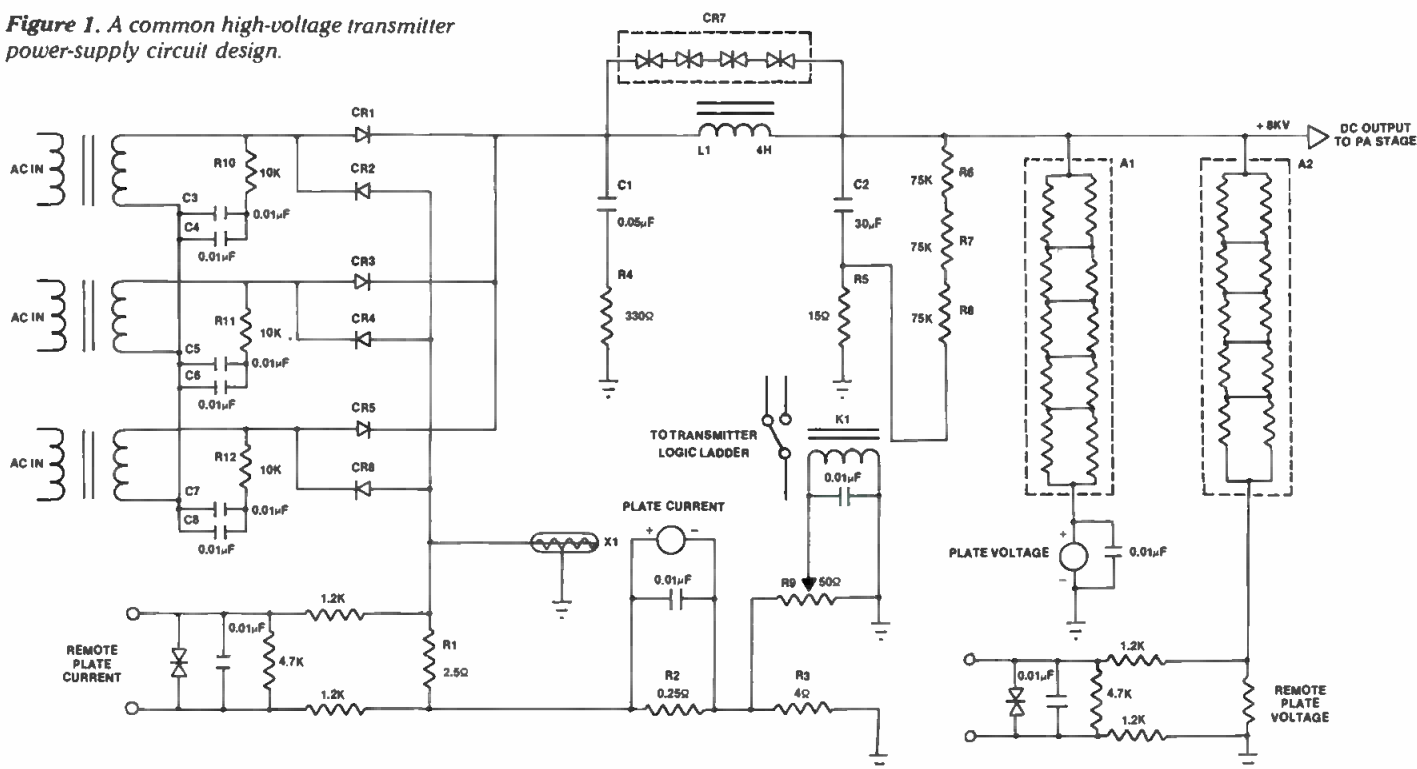 Figure 1. A common high-voltage transmitter
power-supply circuit design.
CR7
L1
4H
+8KV
DC OUTPUT
TO PA STAGE
AC IN
R10
10K
C3
0.01µF
C4
0.01µF
CR1
CR2
C1
0.05µF
R4
330Ω
C2
30µF
R5
15Ω
75K
R6
75K
R7
75K
R8
A1
A2
AC IN
R11
10K
C5
0.01µF
C6
0.01µF
CR3
CR4
AC IN
R12
10K
C7
0.01µF
C8
0.01µF
CR5
CR8
TO TRANSMITTER
LOGIC LADDER
K1
0.01µF
X1
PLATE CURRENT
+
-
0.01µF
R9
50Ω
PLATE VOLTAGE
+
-
0.01µF
REMOTE
PLATE
CURRENT
0.01µF
4.7K
1.2K
1.2K
R1
2.5Ω
R2
0.25Ω
R3
4Ω
0.01µF
4.7K
1.2K
1.2K
REMOTE
PLATE
VOLTAGE